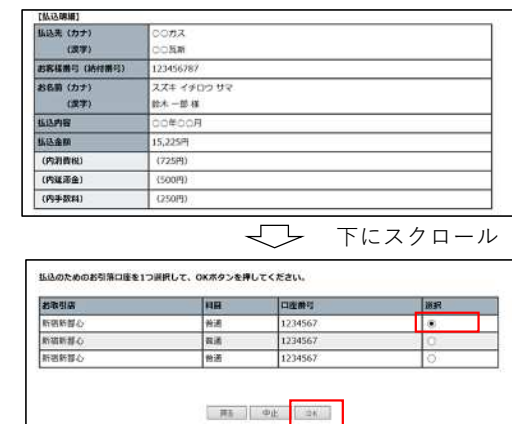 【払込明細】
払込先（カナ） ○○ガス
（漢字） ○○瓦斯
お客様番号（納付番号） 123456787
お名前（カナ） スズキ イチロウ サマ
（漢字） 鈴木 一郎 様
払込内容 ○○年○○月
払込金額 15,225円
（内消費税） （725円）
（内延滞金） （500円）
（内手数料） （250円）
下にスクロール
払込のためのお引落口座を1つ選択して、OKボタンを押してください。
お取引店 科目 口座番号 選択
新宿新都心 普通 1234567
新宿新都心 普通 1234567
新宿新都心 普通 1234567
戻る 中止 OK